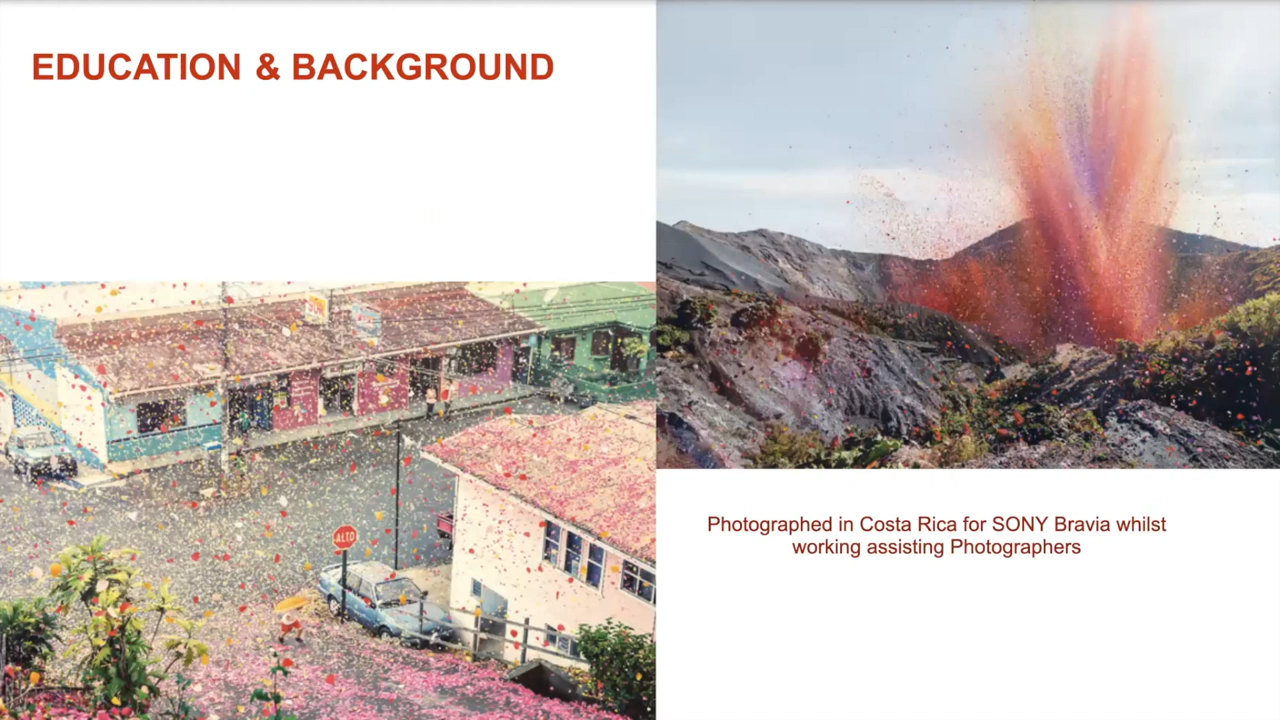 EDUCATION & BACKGROUND
ALTO
Photographed in Costa Rica for SONY Bravia whilst
working assisting Photographers